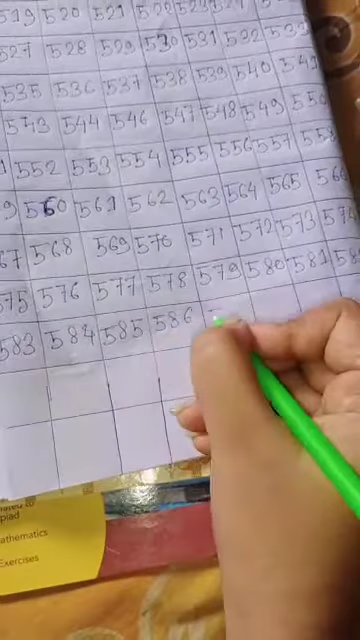 519 520 521 522 523 524
527 528 529 530 531 532 533
535 536 537 538 539 540 541
543 544 546 547 548 549 550
552 553 554 555 556 557 558
560 561 562 563 564 565 566
568 569 570 571 572 573 574
575 576 577 578 579 580 581
583 584 585 586
Mathematics
Exercises